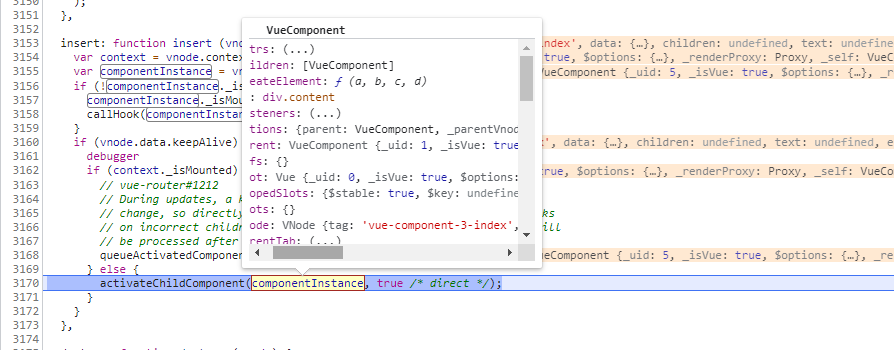 3150 );
3151 },
3152
3153 insert: function insert (vno index', data: {…}, children: undefined, text: undefined
3154 var context = vnode.conte true, $options: {…}, _renderProxy: Proxy, _self: VueC
3155 var componentInstance = vn VueComponent {_uid: 5, _isVue: true, $options: {…},
3156 if (!componentInstance._is
3157 componentInstance._isMou
3158 callHook(componentInstan
3159 }
3160 if (vnode.data.keepAlive) ', data: {…}, children: undefined, text: undefined, e
3161 debugger
3162 if (context._isMounted) true, $options: {…}, _renderProxy: Proxy, _self: Vue
3163 // vue-router#1212
3164 // During updates, a k
3165 // change, so directly ks
3166 // on incorrect childr ill
3167 // be processed after
3168 queueActivatedComponen eComponent {_uid: 5, _isVue: true, $options: {…}, _r
3169 } else {
3170 activateChildComponent(componentInstance, true /* direct */);
3171 }
3172 }
3173 },
3174
VueComponent
trs: (...)
ildren: [VueComponent]
eateElement: ƒ (a, b, c, d)
: div.content
steners: (...)
tions: {parent: VueComponent, _parentVnod
rent: VueComponent {_uid: 1, _isVue: true
fs: {}
ot: Vue {_uid: 0, _isVue: true, $options:
opedSlots: {$stable: true, $key: undefine
ots: {}
ode: VNode {tag: 'vue-component-3-index',
rentTab: (...)